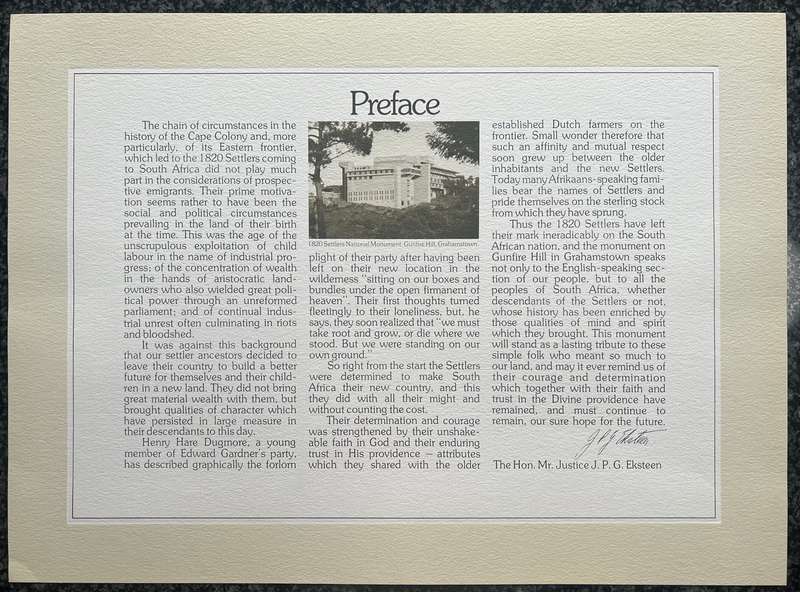 Preface
The chain of circumstances in the
history of the Cape Colony and, more
particularly, of its Eastern frontier,
which led to the 1820 Settlers coming
to South Africa did not play much
part in the considerations of prospec-
tive emigrants. Their prime motiva-
tion seems rather to have been the
social and political circumstances
prevailing in the land of their birth
at the time. This was the age of the
unscrupulous exploitation of child
labour in the name of industrial pro-
gress; of the concentration of wealth
in the hands of aristocratic land-
owners who also wielded great poli-
tical power through an unreformed
parliament; and of continual indus-
trial unrest often culminating in riots
and bloodshed.
It was against this background
that our settler ancestors decided to
leave their country to build a better
future for themselves and their child-
ren in a new land. They did not bring
great material wealth with them, but
brought qualities of character which
have persisted in large measure in
their descendants to this day.
Henry Hare Dugmore, a young
member of Edward Gardner's party,
has described graphically the forlorn
1820 Settlers National Monument. Gunfire Hill, Grahamstown.
plight of their party after having been
left on their new location in the
wilderness "sitting on our boxes and
bundles under the open firmament of
heaven". Their first thoughts turned
fleetingly to their loneliness, but, he
says, they soon realized that "we must
take root and grow, or die where we
stood. But we were standing on our
own ground."
So right from the start the Settlers
were determined to make South
Africa their new country, and this
they did with all their might and
without counting the cost.
Their determination and courage
was strengthened by their unshake-
able faith in God and their enduring
trust in His providence – attributes
which they shared with the older
established Dutch farmers on the
frontier. Small wonder therefore that
such an affinity and mutual respect
soon grew up between the older
inhabitants and the new Settlers.
Today many Afrikaans-speaking fami-
lies bear the names of Settlers and
pride themselves on the sterling stock
from which they have sprung.
Thus the 1820 Settlers have left
their mark ineradicably on the South
African nation, and the monument on
Gunfire Hill in Grahamstown speaks
not only to the English-speaking sec-
tion of our people, but to all the
peoples of South Africa, whether
descendants of the Settlers or not,
whose history has been enriched by
those qualities of mind and spirit
which they brought. This monument
will stand as a lasting tribute to these
simple folk who meant so much to
our land, and may it ever remind us of
their courage and determination
which together with their faith and
trust in the Divine providence have
remained, and must continue to
remain, our sure hope for the future.
J P G Eksteen
The Hon. Mr. Justice J. P. G. Eksteen